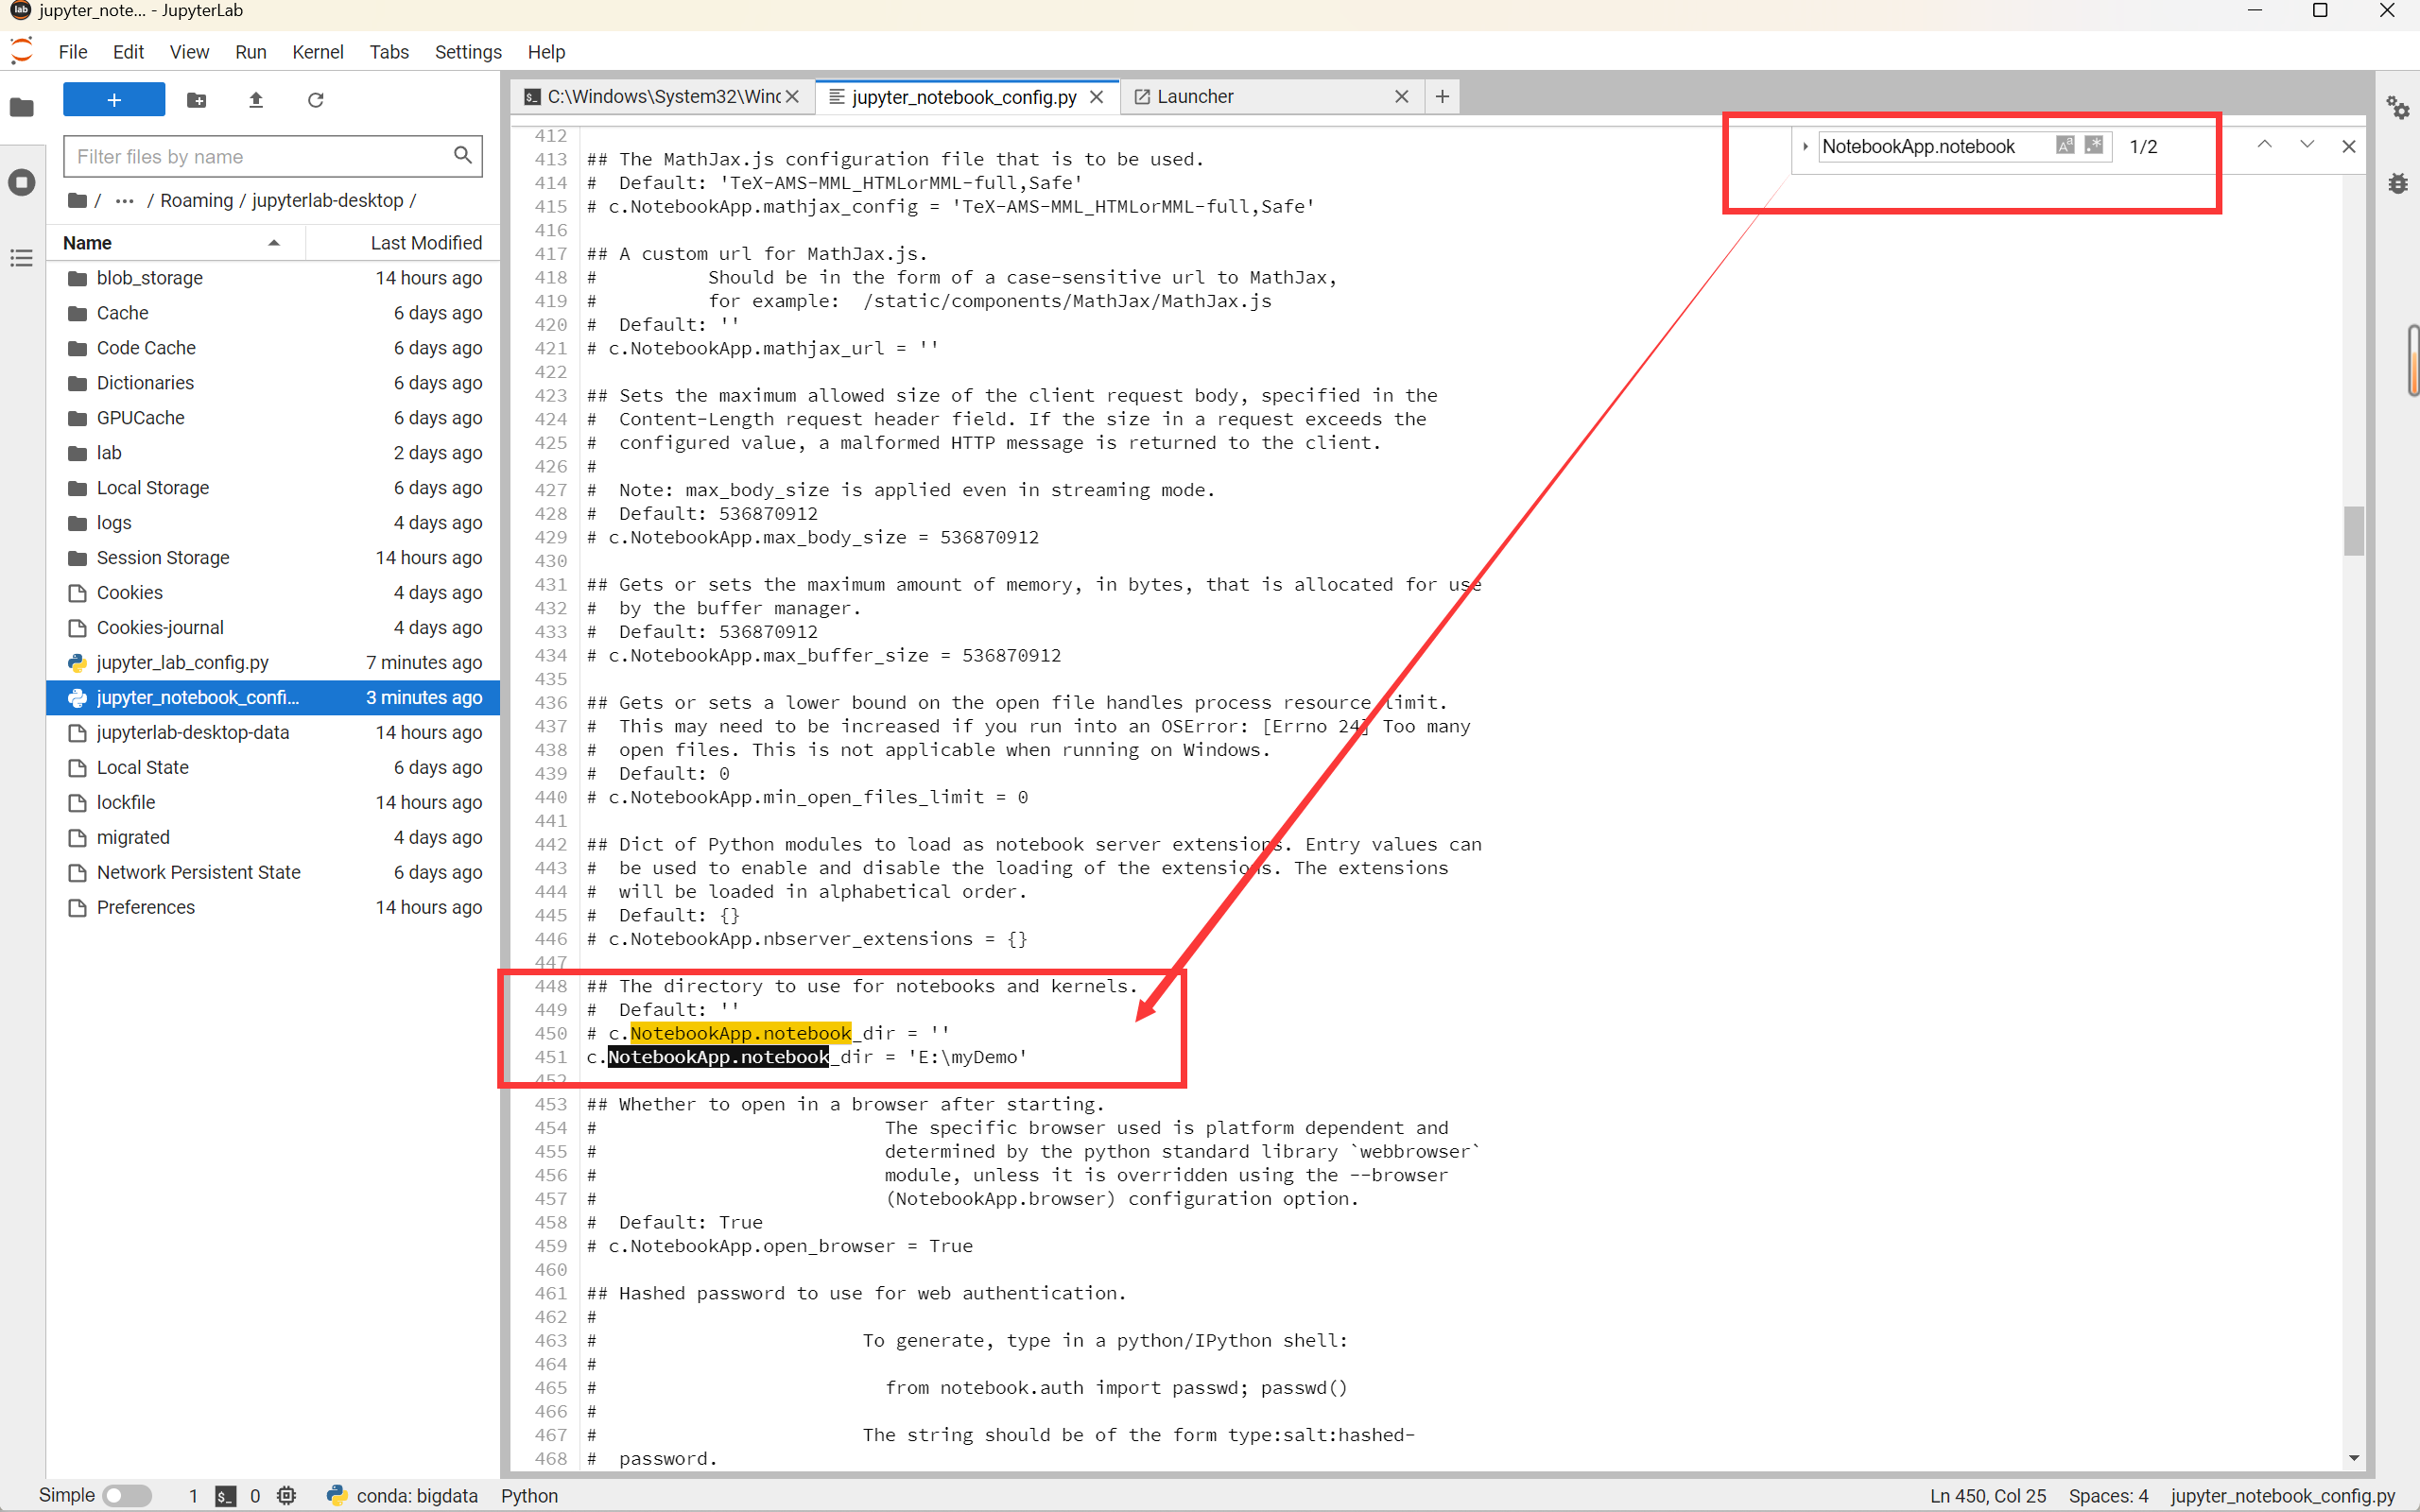 jupyter_note... - JupyterLab
File Edit View Run Kernel Tabs Settings Help
C:\Windows\System32\Winc
jupyter_notebook_config.py
Launcher
Filter files by name
/ ··· / Roaming / jupyterlab-desktop /
Name Last Modified
blob_storage 14 hours ago
Cache 6 days ago
Code Cache 6 days ago
Dictionaries 6 days ago
GPUCache 6 days ago
lab 2 days ago
Local Storage 6 days ago
logs 4 days ago
Session Storage 14 hours ago
Cookies 4 days ago
Cookies-journal 4 days ago
jupyter_lab_config.py 7 minutes ago
jupyter_notebook_confi... 3 minutes ago
jupyterlab-desktop-data 14 hours ago
Local State 6 days ago
lockfile 14 hours ago
migrated 4 days ago
Network Persistent State 6 days ago
Preferences 14 hours ago
NotebookApp.notebook 1/2
412
413 ## The MathJax.js configuration file that is to be used.
414 #  Default: 'TeX-AMS-MML_HTMLorMML-full,Safe'
415 # c.NotebookApp.mathjax_config = 'TeX-AMS-MML_HTMLorMML-full,Safe'
416
417 ## A custom url for MathJax.js.
418 #          Should be in the form of a case-sensitive url to MathJax,
419 #          for example:  /static/components/MathJax/MathJax.js
420 #  Default: ''
421 # c.NotebookApp.mathjax_url = ''
422
423 ## Sets the maximum allowed size of the client request body, specified in the
424 #  Content-Length request header field. If the size in a request exceeds the
425 #  configured value, a malformed HTTP message is returned to the client.
426 #
427 #  Note: max_body_size is applied even in streaming mode.
428 #  Default: 536870912
429 # c.NotebookApp.max_body_size = 536870912
430
431 ## Gets or sets the maximum amount of memory, in bytes, that is allocated for use
432 #  by the buffer manager.
433 #  Default: 536870912
434 # c.NotebookApp.max_buffer_size = 536870912
435
436 ## Gets or sets a lower bound on the open file handles process resource limit.
437 #  This may need to be increased if you run into an OSError: [Errno 24] Too many
438 #  open files. This is not applicable when running on Windows.
439 #  Default: 0
440 # c.NotebookApp.min_open_files_limit = 0
441
442 ## Dict of Python modules to load as notebook server extensions. Entry values can
443 #  be used to enable and disable the loading of the extensions. The extensions
444 #  will be loaded in alphabetical order.
445 #  Default: {}
446 # c.NotebookApp.nbserver_extensions = {}
447
448 ## The directory to use for notebooks and kernels.
449 #  Default: ''
450 # c.NotebookApp.notebook_dir = ''
451 c.NotebookApp.notebook_dir = 'E:\myDemo'
452
453 ## Whether to open in a browser after starting.
454 #                          The specific browser used is platform dependent and
455 #                          determined by the python standard library `webbrowser`
456 #                          module, unless it is overridden using the --browser
457 #                          (NotebookApp.browser) configuration option.
458 #  Default: True
459 # c.NotebookApp.open_browser = True
460
461 ## Hashed password to use for web authentication.
462 #
463 #                        To generate, type in a python/IPython shell:
464 #
465 #                          from notebook.auth import passwd; passwd()
466 #
467 #                        The string should be of the form type:salt:hashed-
468 #  password.
Simple 1 0 conda: bigdata Python Ln 450, Col 25 Spaces: 4 jupyter_notebook_config.py